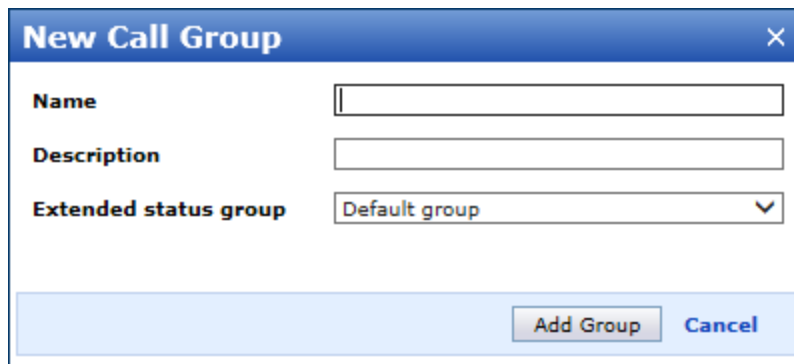 New Call Group
Name
Description
Extended status group Default group
Add Group Cancel